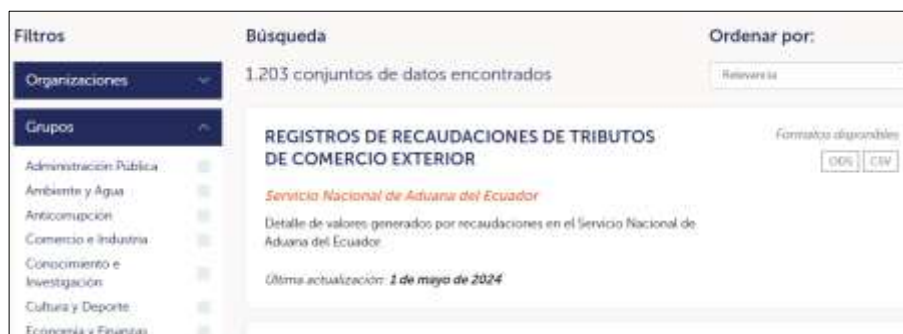 Filtros
Organizaciones
Grupos
Administración Pública
Ambiente y Agua
Anticorrupción
Comercio e Industria
Conocimiento e
Investigación
Cultura y Deporte
Economía y Finanzas
Búsqueda
1.203 conjuntos de datos encontrados
Ordenar por:
Relevancia
REGISTROS DE RECAUDACIONES DE TRIBUTOS
DE COMERCIO EXTERIOR
Servicio Nacional de Aduana del Ecuador
Detalle de valores generados por recaudaciones en el Servicio Nacional de
Aduana del Ecuador
Última actualización: 1 de mayo de 2024
Formatos disponibles
ODS CSV